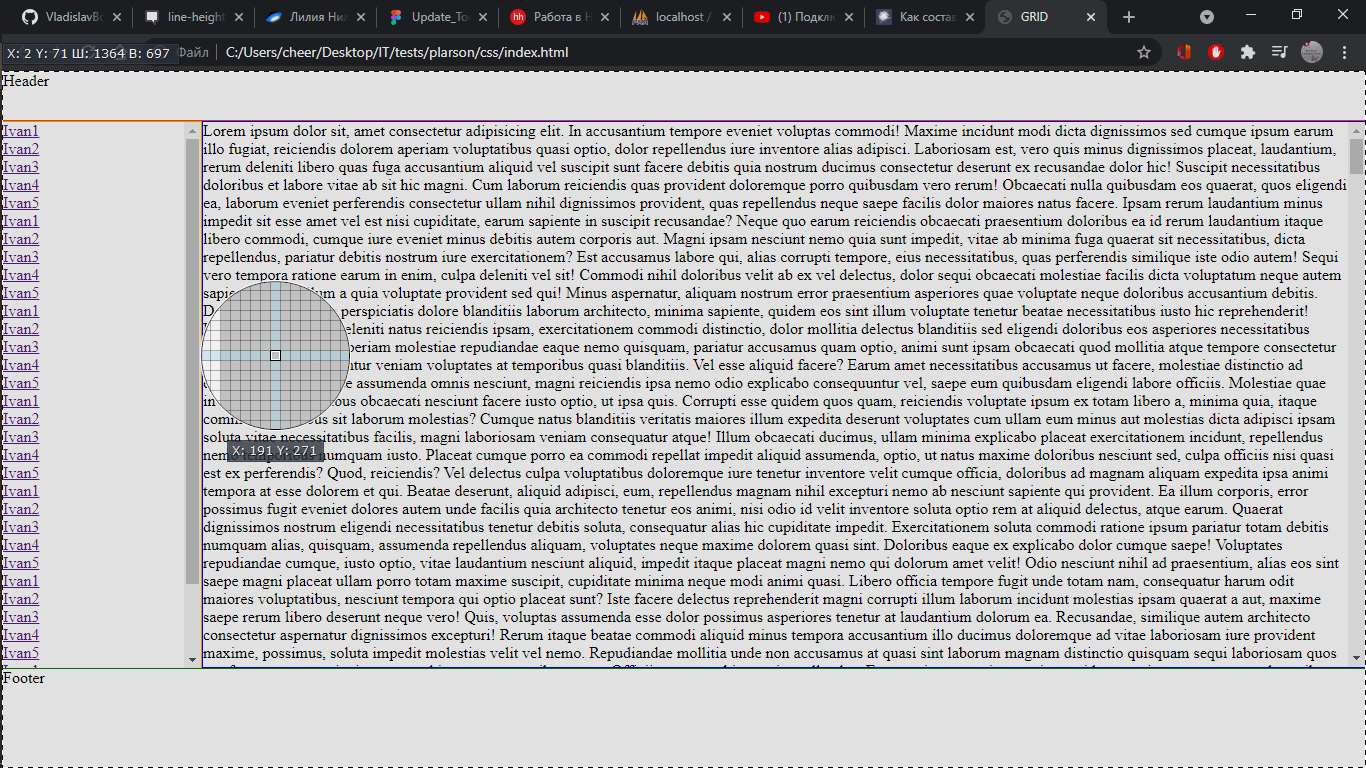 VladislavBo
line-height
Лилия Нил
Update_To
Работа в Н
localhost /
(1) Подклю
Как состав
GRID
X: 2 Y: 71 Ш: 1364 В: 697
Файл
C:/Users/cheer/Desktop/IT/tests/plarson/css/index.html
Header
Ivan1
Ivan2
Ivan3
Ivan4
Ivan5
Ivan1
Ivan2
Ivan3
Ivan4
Ivan5
Ivan1
Ivan2
Ivan3
Ivan4
Ivan5
Ivan1
Ivan2
Ivan3
Ivan4
Ivan5
Ivan1
Ivan2
Ivan3
Ivan4
Ivan5
Ivan1
Ivan2
Ivan3
Ivan4
Ivan5
Lorem ipsum dolor sit, amet consectetur adipisicing elit. In accusantium tempore eveniet voluptas commodi! Maxime incidunt modi dicta dignissimos sed cumque ipsum earum
illo fugiat, reiciendis dolorem aperiam voluptatibus quasi optio, dolor repellendus iure inventore alias adipisci. Laboriosam est, vero quis minus dignissimos placeat, laudantium,
rerum deleniti libero quas fuga accusantium aliquid vel suscipit sunt facere debitis quia nostrum ducimus consectetur deserunt ex recusandae dolor hic! Suscipit necessitatibus
doloribus et labore vitae ab sit hic magni. Cum laborum reiciendis quas provident doloremque porro quibusdam vero rerum! Obcaecati nulla quibusdam eos quaerat, quos eligendi
ea, laborum eveniet perferendis consectetur ullam nihil dignissimos provident, quas repellendus neque saepe facilis dolor maiores natus facere. Ipsam rerum laudantium minus
impedit sit esse amet vel est nisi cupiditate, earum sapiente in suscipit recusandae? Neque quo earum reiciendis obcaecati praesentium doloribus ea id rerum laudantium itaque
libero commodi, cumque iure eveniet minus debitis autem corporis aut. Magni ipsam nesciunt nemo quia sunt impedit, vitae ab minima fuga quaerat sit necessitatibus, dicta
repellendus, pariatur debitis nostrum iure exercitationem? Est accusamus labore qui, alias corrupti tempore, eius necessitatibus, quas perferendis similique iste odio autem! Sequi
vero tempora ratione earum in enim, culpa deleniti vel sit! Commodi nihil doloribus velit ab ex vel delectus, dolor sequi obcaecati molestiae facilis dicta voluptatum neque autem
a quia voluptate provident sed qui! Minus aspernatur, aliquam nostrum error praesentium asperiores quae voluptas quibusdam nobis doloribus accusantium debitis.
perspiciatis dolore blanditiis laborum architecto, minima sapiente, quidem eos sint illum voluptate tenetur beatae necessitatibus iusto hic reprehenderit!
eleniti natus reiciendis ipsam, exercitationem commodi distinctio, dolor mollitia delectus blanditiis sed eligendi doloribus eos asperiores necessitatibus
periam molestiae repudiandae eaque nemo quisquam, pariatur accusamus quam optio, animi sunt ipsam obcaecati quod mollitia atque tempore consectetur
ntur veniam voluptates at temporibus quasi blanditiis. Vel esse aliquid facere? Earum amet necessitatibus accusamus ut facere, molestiae distinctio ad
e assumenda omnis nesciunt, magni reiciendis ipsa nemo odio explicabo consequuntur vel, saepe eum quibusdam eligendi labore officiis. Molestiae quae
bus obcaecati nesciunt facere iusto optio, ut ipsa quis. Corrupti esse quidem quos quam, reiciendis voluptate ipsum ex totam libero a, minima quia, itaque
us sit laborum molestias? Cumque natus blanditiis veritatis maiores illum expedita deserunt voluptates cum ullam eum minus aut molestias dicta adipisci ipsam
soluta vitae necessitatibus facilis, magni laboriosam veniam consequatur atque! Illum obcaecati ducimus, ullam minima explicabo placeat exercitationem incidunt, repellendus
numquam iusto. Placeat cumque porro ea commodi repellat impedit aliquid assumenda, optio, ut natus maxime doloribus nesciunt sed, culpa officiis nisi quasi
est ex perferendis? Quod, reiciendis? Vel delectus culpa voluptatibus doloremque iure tenetur inventore velit cumque officia, doloribus ad magnam aliquam expedita ipsa animi
tempora at esse dolorem et qui. Beatae deserunt, aliquid adipisci, eum, repellendus magnam nihil excepturi nemo ab nesciunt sapiente qui provident. Ea illum corporis, error
possimus fugit eveniet dolores autem unde facilis quia architecto tenetur eos animi, nisi odio id velit inventore soluta optio rem at aliquid delectus, atque earum. Quaerat
dignissimos nostrum eligendi necessitatibus tenetur debitis soluta, consequatur alias hic cupiditate impedit. Exercitationem soluta commodi ratione ipsum pariatur totam debitis
numquam alias, quisquam, assumenda repellendus aliquam, voluptates neque maxime dolorem quasi sint. Doloribus eaque ex explicabo dolor cumque saepe! Voluptates
repudiandae cumque, iusto optio, vitae laudantium nesciunt aliquid, impedit itaque placeat magni ne qui dolorum amet velit! Odio nesciunt nihil ad praesentium, alias eos sint
saepe magni placeat ullam porro totam maxime suscipit, cupiditate minima neque modi animi quasi. Libero officia tempore fugit unde totam nam, consequatur harum odit
maiores voluptatibus, nesciunt tempora qui optio placeat sunt? Iste facere delectus reprehenderit magni corrupti illum laborum incidunt molestias ipsam quaerat a aut, maxime
saepe rerum libero deserunt neque vero! Quis, voluptas assumenda esse dolor possimus asperiores tenetur at laudantium dolorum ea. Recusandae, similique autem architecto
consectetur aspernatur dignissimos excepturi! Rerum itaque beatae commodi aliquid minus tempora accusantium illo ducimus doloremque ad vitae laboriosam iure provident
maxime, possimus, soluta impedit molestias velit vel nemo. Repudiandae mollitia unde non accusamus at quasi sint laborum magnam distinctio quisquam sequi laboriosam quos
X: 191 Y: 271
Footer